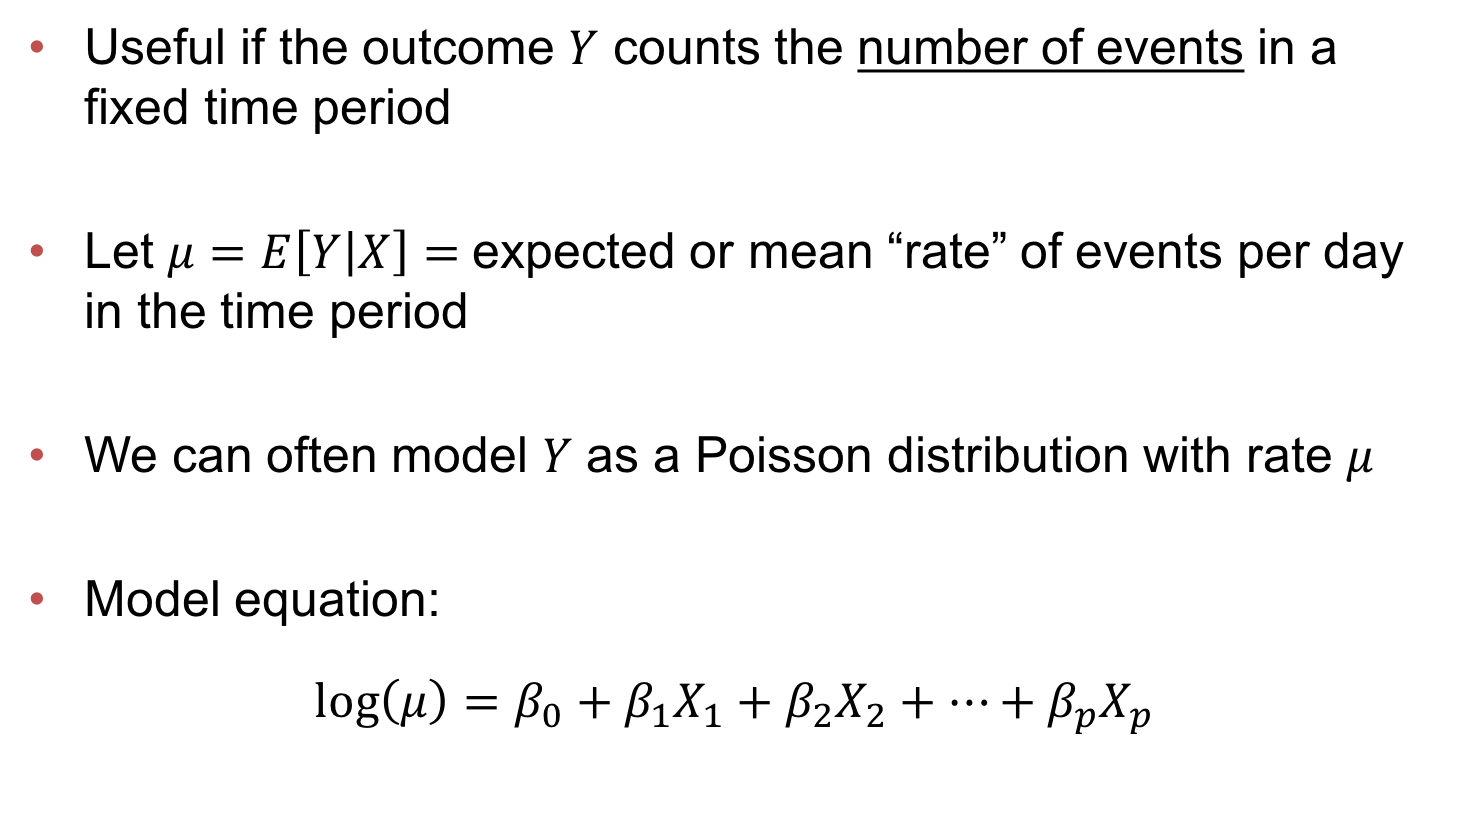 • Useful if the outcome 𝑌 counts the number of events in a
fixed time period
• Let 𝜇 = 𝐸[𝑌|𝑋] = expected or mean “rate” of events per day
in the time period
• We can often model 𝑌 as a Poisson distribution with rate 𝜇
• Model equation:
log(𝜇) = 𝛽₀ + 𝛽₁𝑋₁ + 𝛽₂𝑋₂ + ⋯ + 𝛽ₚ𝑋ₚ